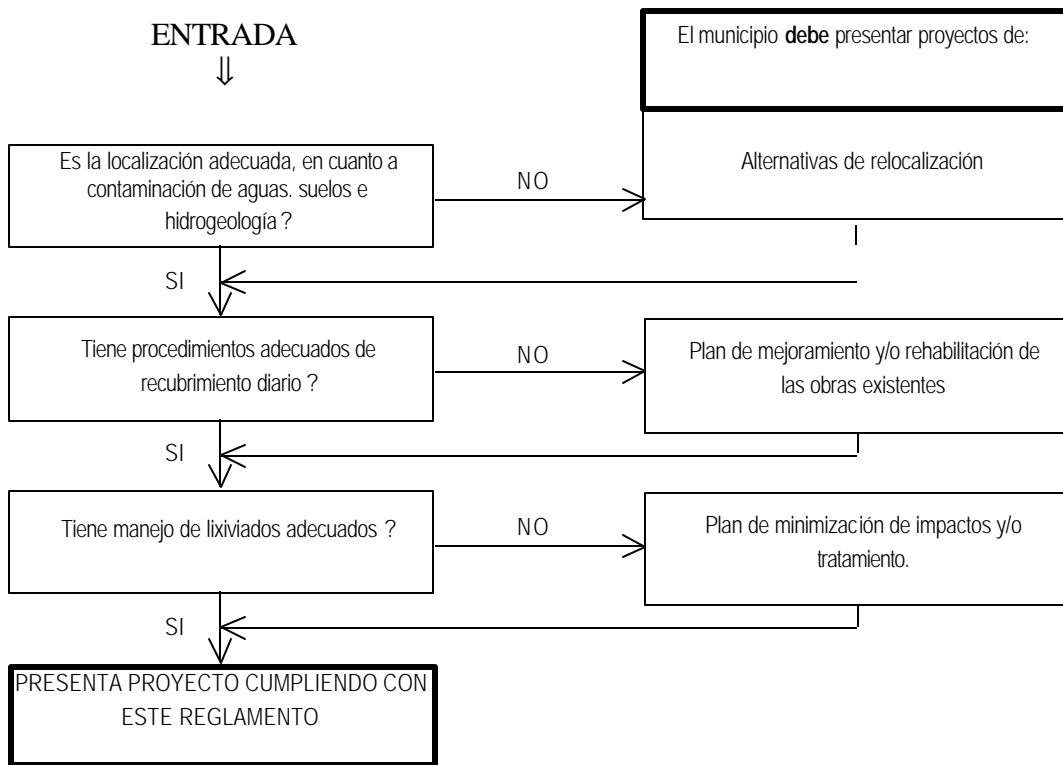 ENTRADA
El municipio debe presentar proyectos de:
Es la localización adecuada, en cuanto a
contaminación de aguas. suelos e
hidrogeología ?
NO
Alternativas de relocalización
SI
Tiene procedimientos adecuados de
recubrimiento diario ?
NO
Plan de mejoramiento y/o rehabilitación de
las obras existentes
SI
Tiene manejo de lixiviados adecuados ?
NO
Plan de minimización de impactos y/o
tratamiento.
SI
PRESENTA PROYECTO CUMPLIENDO CON
ESTE REGLAMENTO